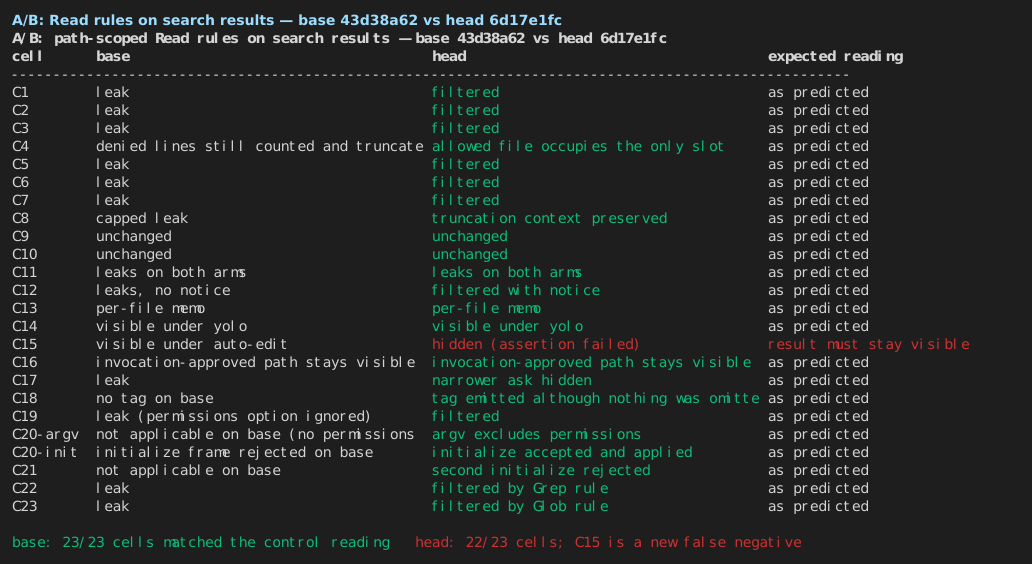 A/B: Read rules on search results — base 43d38a62 vs head 6d17e1fc
A/B: path-scoped Read rules on search results — base 43d38a62 vs head 6d17e1fc
cell base head expected reading
------------------------------------------------------------------------------------------------
C1 leak filtered as predicted
C2 leak filtered as predicted
C3 leak filtered as predicted
C4 denied lines still counted and truncate allowed file occupies the only slot as predicted
C5 leak filtered as predicted
C6 leak filtered as predicted
C7 leak filtered as predicted
C8 capped leak truncation context preserved as predicted
C9 unchanged unchanged as predicted
C10 unchanged unchanged as predicted
C11 leaks on both arms leaks on both arms as predicted
C12 leaks, no notice filtered with notice as predicted
C13 per-file memo per-file memo as predicted
C14 visible under yolo visible under yolo as predicted
C15 visible under auto-edit hidden (assertion failed) result must stay visible
C16 invocation-approved path stays visible invocation-approved path stays visible as predicted
C17 leak narrower ask hidden as predicted
C18 no tag on base tag emitted although nothing was omitte as predicted
C19 leak (permissions option ignored) filtered as predicted
C20-argv not applicable on base (no permissions argv excludes permissions as predicted
C20-init initialize frame rejected on base initialize accepted and applied as predicted
C21 not applicable on base second initialize rejected as predicted
C22 leak filtered by Grep rule as predicted
C23 leak filtered by Glob rule as predicted
base: 23/23 cells matched the control reading head: 22/23 cells; C15 is a new false negative